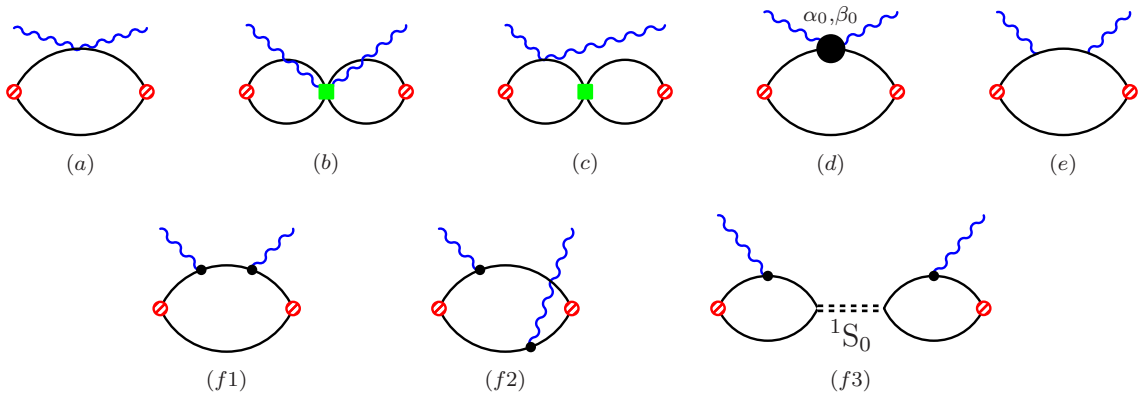 α₀,β₀
(a)
(b)
(c)
(d)
(e)
¹S₀
(f1)
(f2)
(f3)